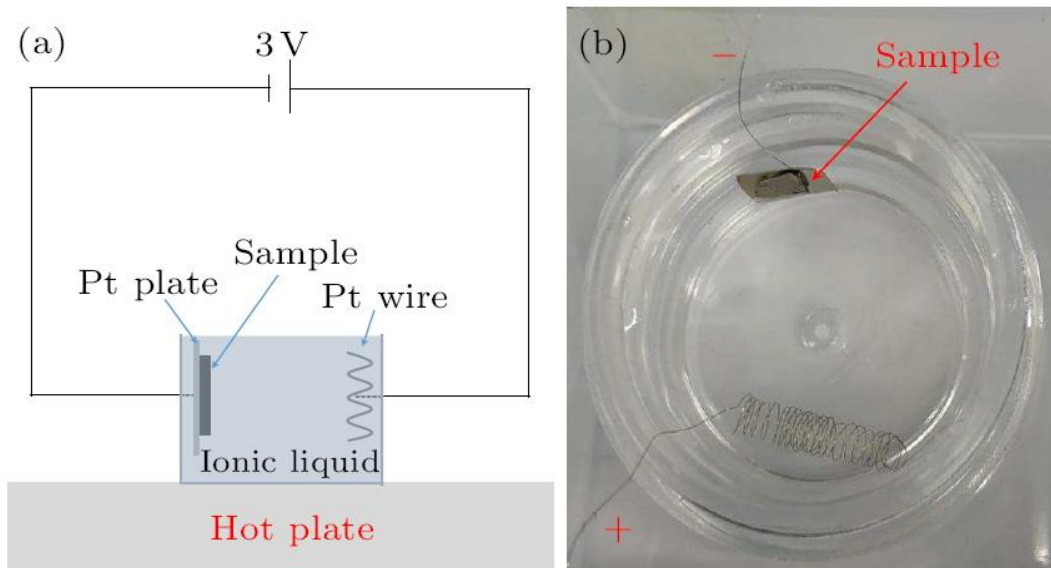 (a)
3 V
Sample
Pt plate
Pt wire
Ionic liquid
Hot plate
(b)
−
Sample
+